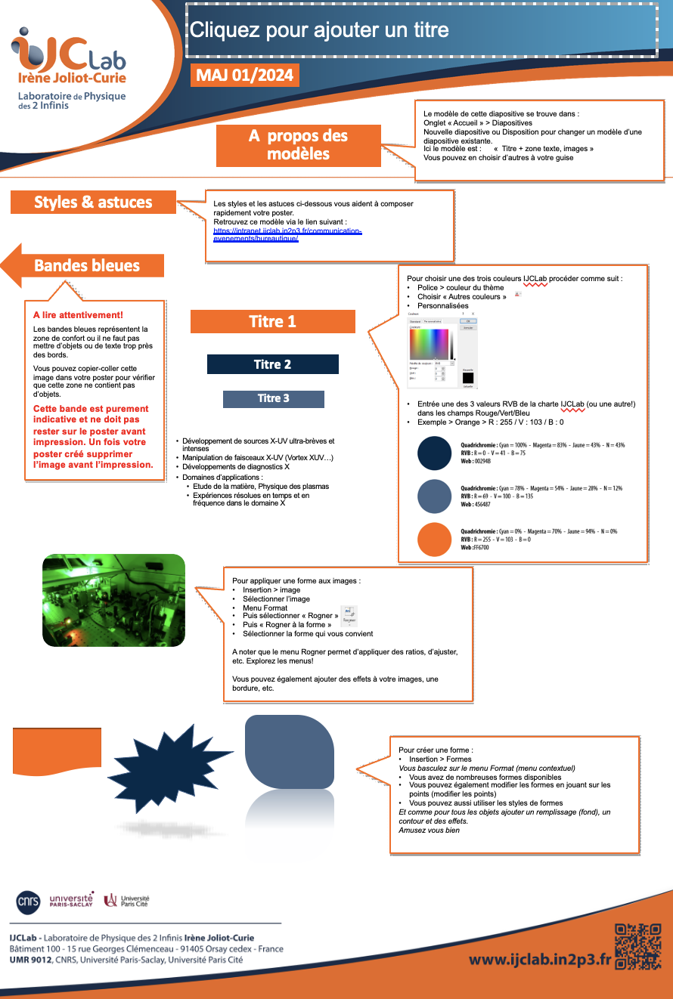 Cliquez pour ajouter un titre
iJC Lab
Irène Joliot-Curie
Laboratoire de Physique
des 2 Infinis
MAJ 01/2024
A propos des
modèles
Le modèle de cette diapositive se trouve dans :
Onglet « Accueil » > Diapositives
Nouvelle diapositive ou Disposition pour changer un modèle d'une
diapositive existante.
Ici le modèle est : « Titre + zone texte, images »
Vous pouvez en choisir d'autres à votre guise
Styles & astuces
Les styles et les astuces ci-dessous vous aident à composer
rapidement votre poster.
Retrouvez ce modèle via le lien suivant :
https://intranet.ijclab.in2p3.fr/communication-
evenements/bureautique/
Bandes bleues
A lire attentivement!
Les bandes bleues représentent la
zone de confort ou il ne faut pas
mettre d'objets ou de texte trop près
des bords.
Vous pouvez copier-coller cette
image dans votre poster pour vérifier
que cette zone ne contient pas
d'objets.
Cette bande est purement
indicative et ne doit pas
rester sur le poster avant
impression. Un fois votre
poster créé supprimer
l'image avant l'impression.
Titre 1
Titre 2
Titre 3
• Développement de sources X-UV ultra-brèves et
intenses
• Manipulation de faisceaux X-UV (Vortex XUV…)
• Développements de diagnostics X
• Domaines d'applications :
• Etude de la matière, Physique des plasmas
• Expériences résolues en temps et en
fréquence dans le domaine X
Pour choisir une des trois couleurs IJCLab procéder comme suit :
• Police > couleur du thème
• Choisir « Autres couleurs »
• Personnalisées
• Entrée une des 3 valeurs RVB de la charte IJCLab (ou une autre!)
dans les champs Rouge/Vert/Bleu
• Exemple > Orange > R : 255 / V : 103 / B : 0
Quadrichromie : Cyan = 100% - Magenta = 83% - Jaune = 43% - N = 43%
RVB : R = 0 - V = 41 - B = 75
Web : 00294B
Quadrichromie : Cyan = 78% - Magenta = 54% - Jaune = 28% - N = 12%
RVB : R = 69 - V = 100 - B = 135
Web : 456487
Quadrichromie : Cyan = 0% - Magenta = 70% - Jaune = 94% - N = 0%
RVB : R = 255 - V = 103 - B = 0
Web :FF6700
Pour appliquer une forme aux images :
• Insertion > image
• Sélectionner l'image
• Menu Format
• Puis sélectionner « Rogner »
Rogner
• Puis « Rogner à la forme »
• Sélectionner la forme qui vous convient
A noter que le menu Rogner permet d'appliquer des ratios, d'ajuster,
etc. Explorez les menus!
Vous pouvez également ajouter des effets à votre images, une
bordure, etc.
Pour créer une forme :
• Insertion > Formes
Vous basculez sur le menu Format (menu contextuel)
• Vous avez de nombreuses formes disponibles
• Vous pouvez également modifier les formes en jouant sur les
points (modifier les points)
• Vous pouvez aussi utiliser les styles de formes
Et comme pour tous les objets ajouter un remplissage (fond), un
contour et des effets.
Amusez vous bien
cnrs
université
PARIS-SACLAY
Université
Paris Cité
IJCLab - Laboratoire de Physique des 2 Infinis Irène Joliot-Curie
Bâtiment 100 - 15 rue Georges Clémenceau - 91405 Orsay cedex - France
UMR 9012, CNRS, Université Paris-Saclay, Université Paris Cité
www.ijclab.in2p3.fr